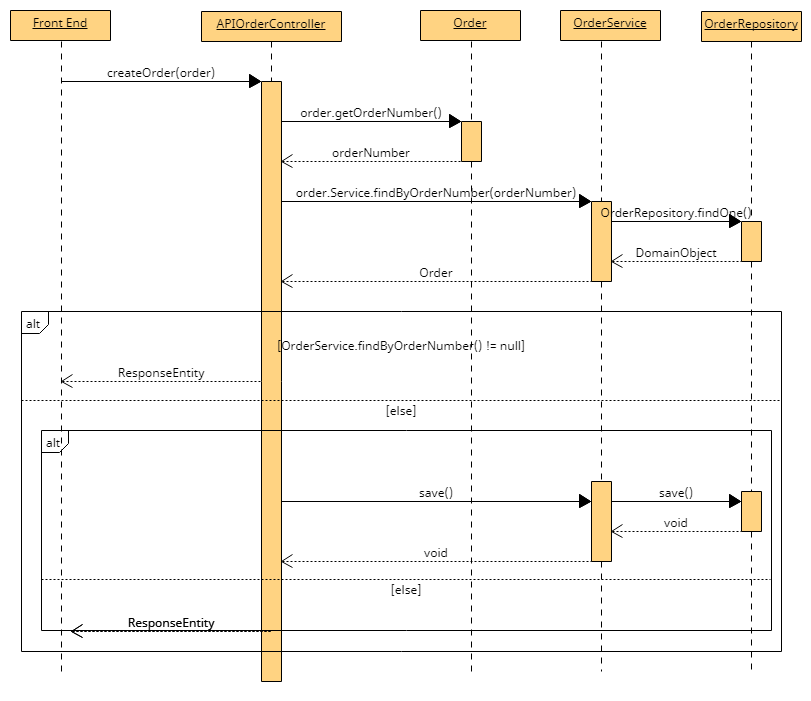 Front End
APIOrderController
Order
OrderService
OrderRepository
createOrder(order)
order.getOrderNumber()
orderNumber
order.Service.findByOrderNumber(orderNumber)
OrderRepository.findOne()
DomainObject
Order
alt
[OrderService.findByOrderNumber() != null]
ResponseEntity
[else]
alt
save()
save()
void
void
[else]
ResponseEntity